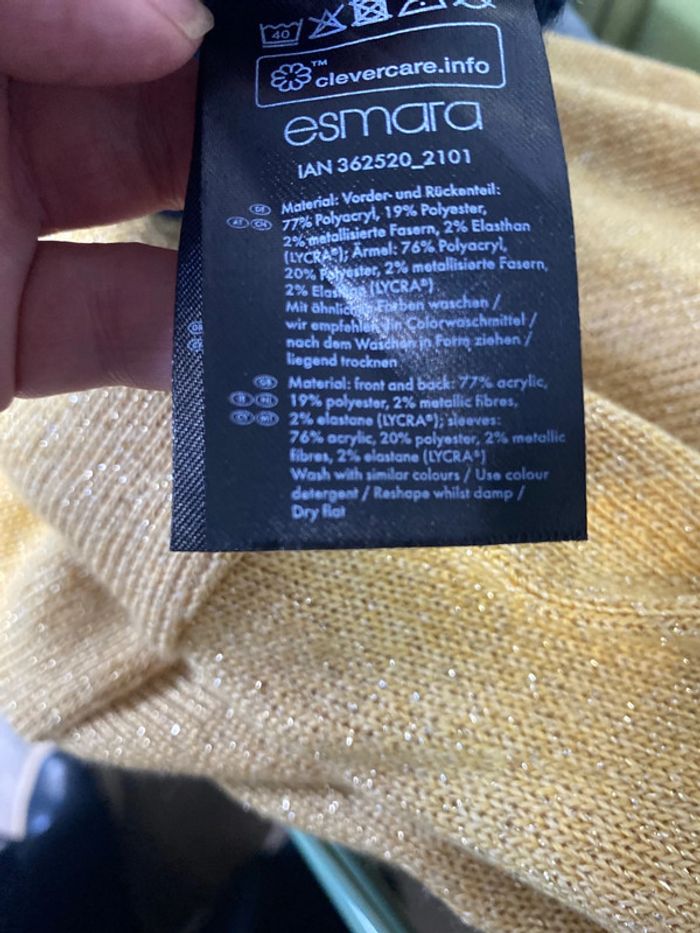 40
™ clevercare.info
esmara
IAN 362520_2101
DE Material: Vorder- und Rückenteil:
AT CH 77% Polyacryl, 19% Polyester,
2% metallisierte Fasern, 2% Elasthan
(LYCRA®); Ärmel: 76% Polyacryl,
20% Polyester, 2% metallisierte Fasern,
2% (LYCRA®)
Mit Farben waschen /
wir Colorwaschmittel /
nach dem Waschen in Form ziehen /
liegend trocknen
GB Material: front and back: 77% acrylic,
IE NI 19% polyester, 2% metallic fibres,
CY MT 2% elastane (LYCRA®); sleeves:
76% acrylic, 20% polyester, 2% metallic
fibres, 2% elastane (LYCRA®)
Wash with similar colours / Use colour
detergent / Reshape whilst damp /
Dry flat